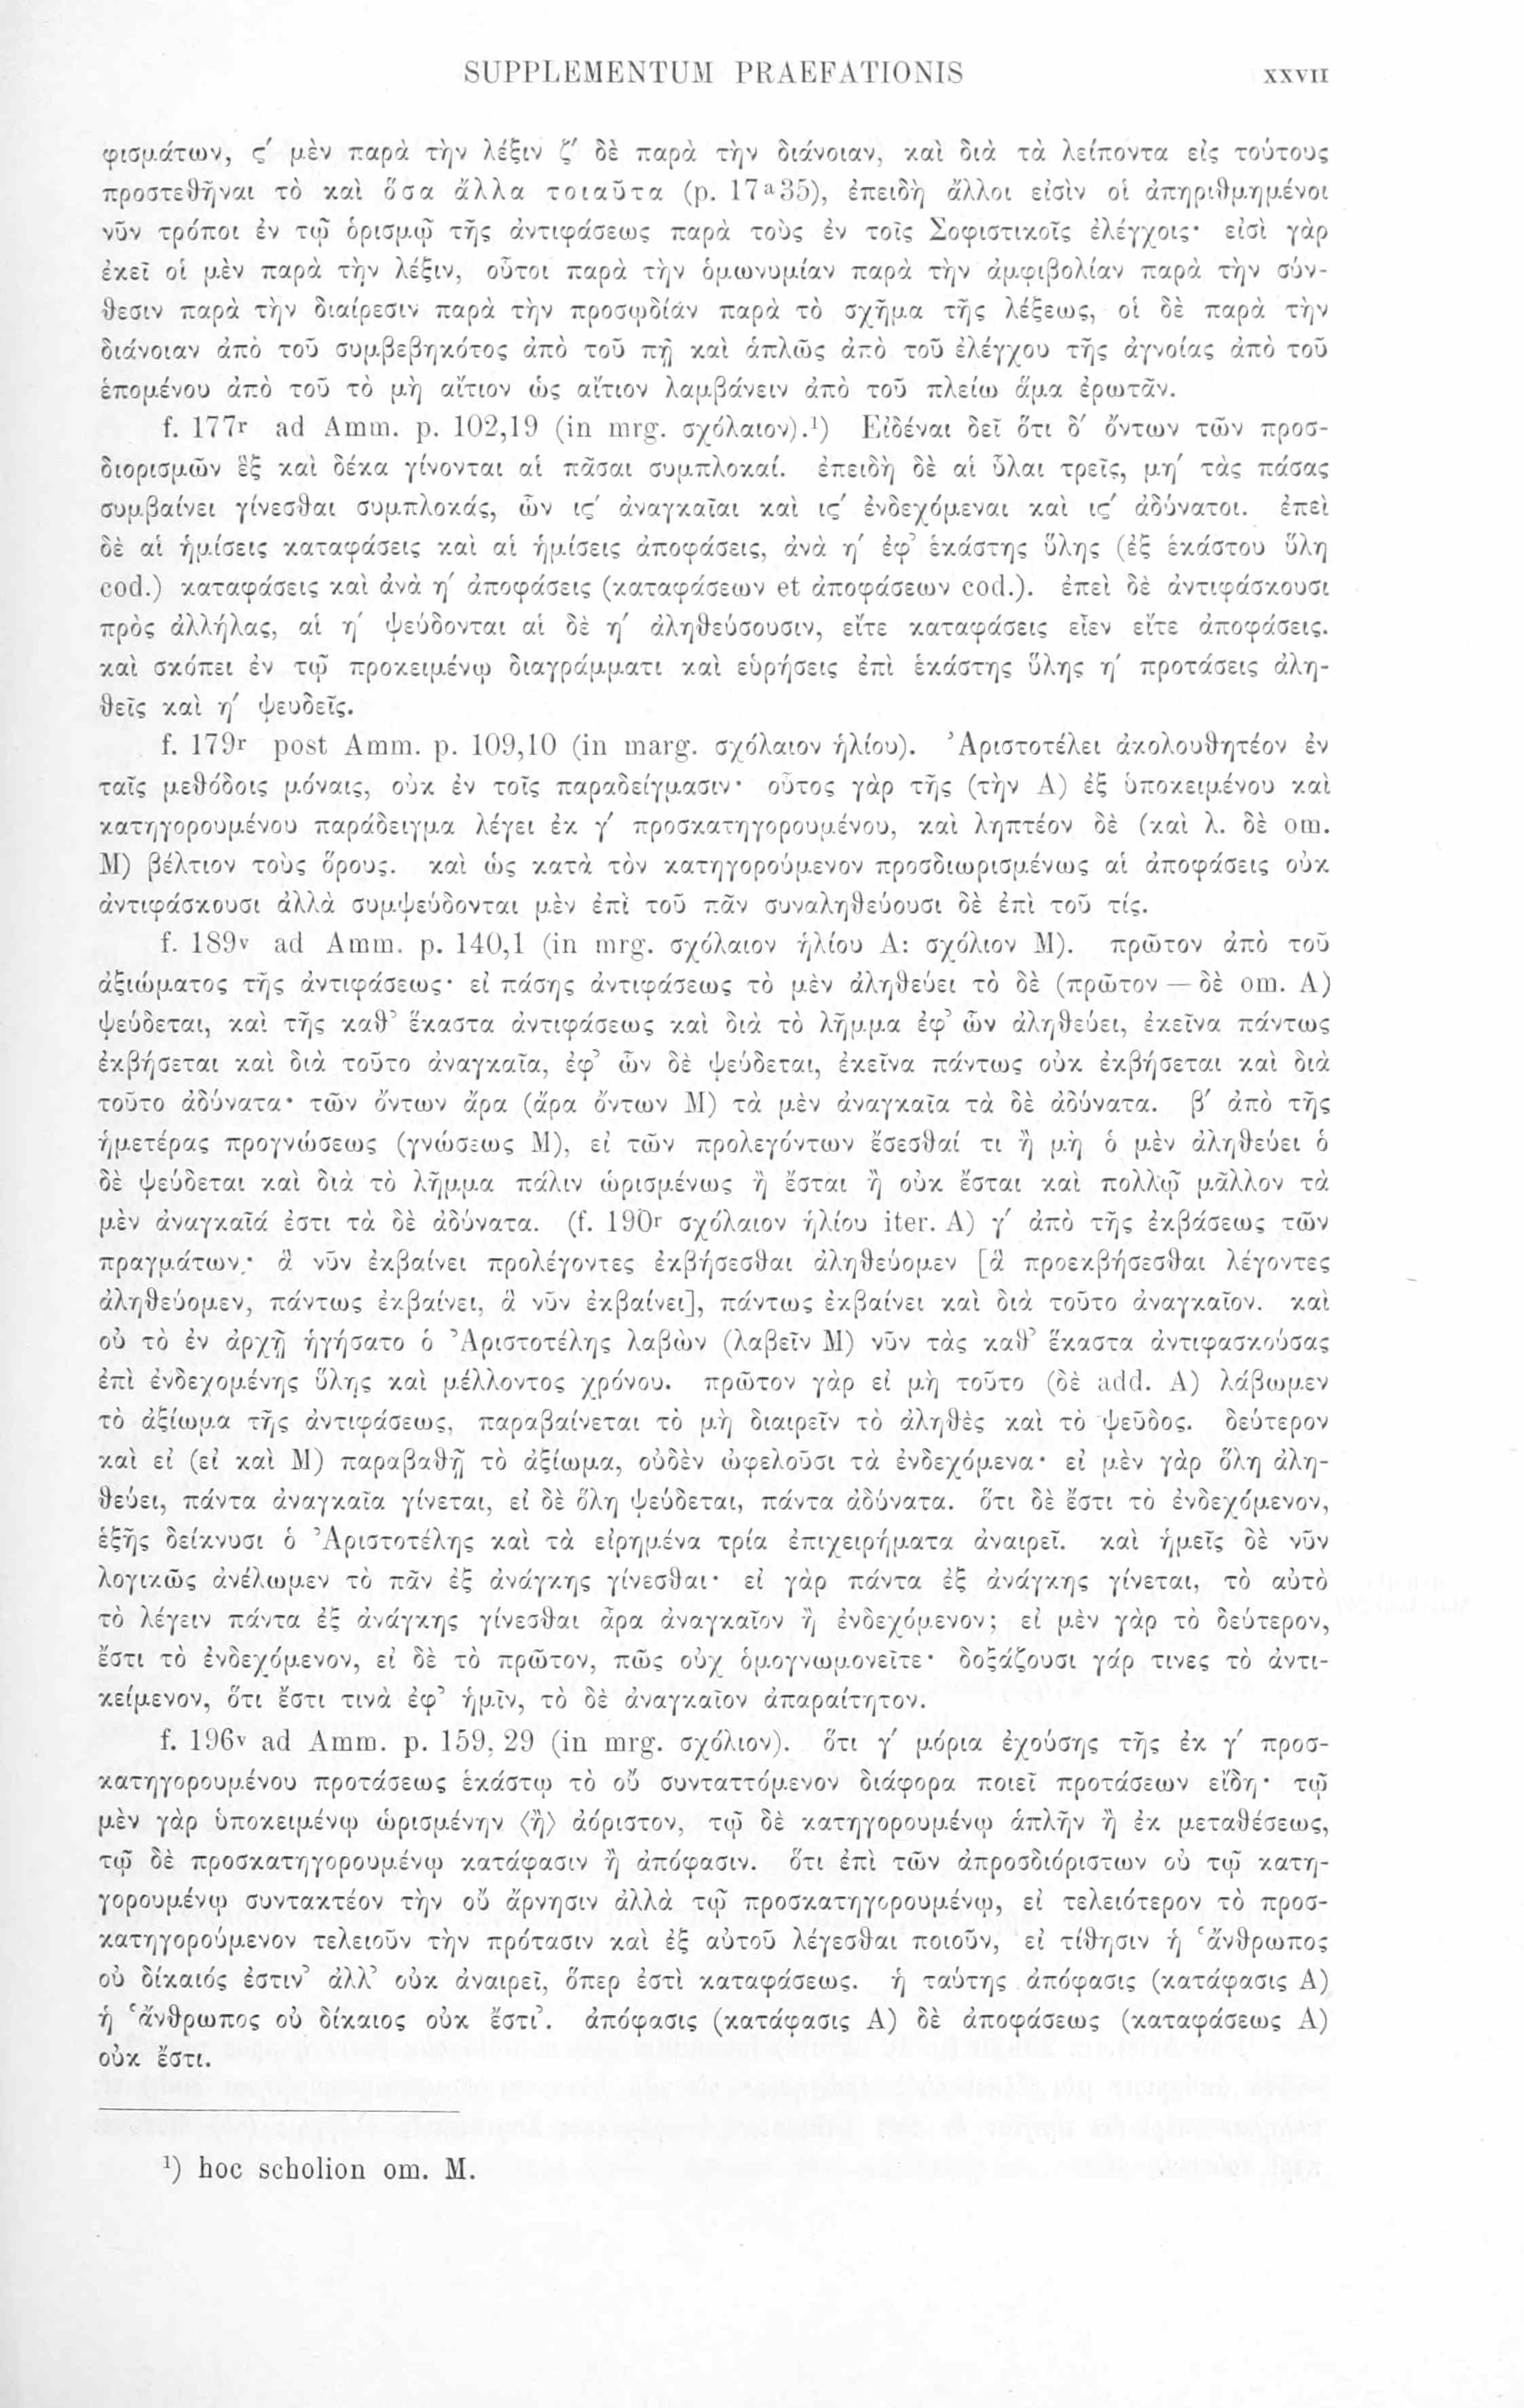 SUPPLEMENTUM PRAEFATIONIS XXVII
φισμάτων, ϛ΄ μὲν παρὰ τὴν λέξιν ζ΄ δὲ παρὰ τὴν διάνοιαν, καὶ διὰ τὰ λείποντα εἰς τούτους
προστεθῆναι τὸ καὶ ὅσα ἄλλα τοιαῦτα (p. 17ᵃ35), ἐπειδὴ ἄλλοι εἰσὶν οἱ ἀπηριθμημένοι
νῦν τρόποι ἐν τῷ ὁρισμῷ τῆς ἀντιφάσεως παρὰ τοὺς ἐν τοῖς Σοφιστικοῖς ἐλέγχοις· εἰσὶ γὰρ
ἐκεῖ οἱ μὲν παρὰ τὴν λέξιν, οὗτοι παρὰ τὴν ὁμωνυμίαν παρὰ τὴν ἀμφιβολίαν παρὰ τὴν σύν-
θεσιν παρὰ τὴν διαίρεσιν παρὰ τὴν προσῳδίαν παρὰ τὸ σχῆμα τῆς λέξεως, οἱ δὲ παρὰ τὴν
διάνοιαν ἀπὸ τοῦ συμβεβηκότος ἀπὸ τοῦ πῇ καὶ ἁπλῶς ἀπὸ τοῦ ἐλέγχου τῆς ἀγνοίας ἀπὸ τοῦ
ἑπομένου ἀπὸ τοῦ τὸ μὴ αἴτιον ὡς αἴτιον λαμβάνειν ἀπὸ τοῦ πλείω ἅμα ἐρωτᾶν.
f. 177ʳ ad Amm. p. 102,19 (in mrg. σχόλαιον).¹) Εἰδέναι δεῖ ὅτι δ΄ ὄντων τῶν προσ-
διορισμῶν ἓξ καὶ δέκα γίνονται αἱ πᾶσαι συμπλοκαί. ἐπειδὴ δὲ αἱ ὗλαι τρεῖς, μη΄ τὰς πάσας
συμβαίνει γίνεσθαι συμπλοκάς, ὧν ιϛ΄ ἀναγκαῖαι καὶ ιϛ΄ ἐνδεχόμεναι καὶ ιϛ΄ ἀδύνατοι. ἐπεὶ
δὲ αἱ ἡμίσεις καταφάσεις καὶ αἱ ἡμίσεις ἀποφάσεις, ἀνὰ η΄ ἐφ’ ἑκάστης ὕλης (ἐξ ἑκάστου ὕλη
cod.) καταφάσεις καὶ ἀνὰ η΄ ἀποφάσεις (καταφάσεων et ἀποφάσεων cod.). ἐπεὶ δὲ ἀντιφάσκουσι
πρὸς ἀλλήλας, αἱ η΄ ψεύδονται αἱ δὲ η΄ ἀληθεύσουσιν, εἴτε καταφάσεις εἶεν εἴτε ἀποφάσεις.
καὶ σκόπει ἐν τῷ προκειμένῳ διαγράμματι καὶ εὑρήσεις ἐπὶ ἑκάστης ὕλης η΄ προτάσεις ἀλη-
θεῖς καὶ η΄ ψευδεῖς.
f. 179ʳ post Amm. p. 109,10 (in marg. σχόλαιον ἡλίου). Ἀριστοτέλει ἀκολουθητέον ἐν
ταῖς μεθόδοις μόναις, οὐκ ἐν τοῖς παραδείγμασιν· οὗτος γὰρ τῆς (τὴν A) ἐξ ὑποκειμένου καὶ
κατηγορουμένου παράδειγμα λέγει ἐκ γ΄ προσκατηγορουμένου, καὶ ληπτέον δὲ (καὶ λ. δὲ om.
M) βέλτιον τοὺς ὅρους. καὶ ὡς κατὰ τὸν κατηγορούμενον προσδιωρισμένως αἱ ἀποφάσεις οὐκ
ἀντιφάσκουσι ἀλλὰ συμψεύδονται μὲν ἐπὶ τοῦ πᾶν συναληθεύουσι δὲ ἐπὶ τοῦ τίς.
f. 189ᵛ ad Amm. p. 140,1 (in mrg. σχόλαιον ἡλίου A: σχόλιον M). πρῶτον ἀπὸ τοῦ
ἀξιώματος τῆς ἀντιφάσεως· εἰ πάσης ἀντιφάσεως τὸ μὲν ἀληθεύει τὸ δὲ (πρῶτον — δὲ om. A)
ψεύδεται, καὶ τῆς καθ’ ἕκαστα ἀντιφάσεως καὶ διὰ τὸ λῆμμα ἐφ’ ὧν ἀληθεύει, ἐκεῖνα πάντως
ἐκβήσεται καὶ διὰ τοῦτο ἀναγκαῖα, ἐφ’ ὧν δὲ ψεύδεται, ἐκεῖνα πάντως οὐκ ἐκβήσεται καὶ διὰ
τοῦτο ἀδύνατα· τῶν ὄντων ἄρα (ἄρα ὄντων M) τὰ μὲν ἀναγκαῖα τὰ δὲ ἀδύνατα. β΄ ἀπὸ τῆς
ἡμετέρας προγνώσεως (γνώσεως M), εἰ τῶν προλεγόντων ἔσεσθαί τι ἢ μὴ ὁ μὲν ἀληθεύει ὁ
δὲ ψεύδεται καὶ διὰ τὸ λῆμμα πάλιν ὡρισμένως ἢ ἔσται ἢ οὐκ ἔσται καὶ πολλῷ μᾶλλον τὰ
μὲν ἀναγκαῖά ἐστι τὰ δὲ ἀδύνατα. (f. 190ʳ σχόλαιον ἡλίου iter. A) γ΄ ἀπὸ τῆς ἐκβάσεως τῶν
πραγμάτων· ἃ νῦν ἐκβαίνει προλέγοντες ἐκβήσεσθαι ἀληθεύομεν [ἃ προεκβήσεσθαι λέγοντες
ἀληθεύομεν, πάντως ἐκβαίνει, ἃ νῦν ἐκβαίνει], πάντως ἐκβαίνει καὶ διὰ τοῦτο ἀναγκαῖον. καὶ
οὐ τὸ ἐν ἀρχῇ ἡγήσατο ὁ Ἀριστοτέλης λαβὼν (λαβεῖν M) νῦν τὰς καθ’ ἕκαστα ἀντιφασκούσας
ἐπὶ ἐνδεχομένης ὕλης καὶ μέλλοντος χρόνου. πρῶτον γὰρ εἰ μὴ τοῦτο (δὲ add. A) λάβωμεν
τὸ ἀξίωμα τῆς ἀντιφάσεως, παραβαίνεται τὸ μὴ διαιρεῖν τὸ ἀληθὲς καὶ τὸ ψεῦδος. δεύτερον
καὶ εἰ (εἰ καὶ M) παραβαθῇ τὸ ἀξίωμα, οὐδὲν ὠφελοῦσι τὰ ἐνδεχόμενα· εἰ μὲν γὰρ ὅλη ἀλη-
θεύει, πάντα ἀναγκαῖα γίνεται, εἰ δὲ ὅλη ψεύδεται, πάντα ἀδύνατα. ὅτι δὲ ἔστι τὸ ἐνδεχόμενον,
ἑξῆς δείκνυσι ὁ Ἀριστοτέλης καὶ τὰ εἰρημένα τρία ἐπιχειρήματα ἀναιρεῖ. καὶ ἡμεῖς δὲ νῦν
λογικῶς ἀνέλωμεν τὸ πᾶν ἐξ ἀνάγκης γίνεσθαι· εἰ γὰρ πάντα ἐξ ἀνάγκης γίνεται, τὸ αὐτὸ
τὸ λέγειν πάντα ἐξ ἀνάγκης γίνεσθαι ἆρα ἀναγκαῖον ἢ ἐνδεχόμενον; εἰ μὲν γὰρ τὸ δεύτερον,
ἔστι τὸ ἐνδεχόμενον, εἰ δὲ τὸ πρῶτον, πῶς οὐχ ὁμογνωμονεῖτε· δοξάζουσι γάρ τινες τὸ ἀντι-
κείμενον, ὅτι ἔστι τινὰ ἐφ’ ἡμῖν, τὸ δὲ ἀναγκαῖον ἀπαραίτητον.
f. 196ᵛ ad Amm. p. 159, 29 (in mrg. σχόλιον). ὅτι γ΄ μόρια ἐχούσης τῆς ἐκ γ΄ προσ-
κατηγορουμένου προτάσεως ἑκάστῳ τὸ οὔ συνταττόμενον διάφορα ποιεῖ προτάσεων εἴδη· τῷ
μὲν γὰρ ὑποκειμένῳ ὡρισμένην ⟨ἢ⟩ ἀόριστον, τῷ δὲ κατηγορουμένῳ ἁπλῆν ἢ ἐκ μεταθέσεως,
τῷ δὲ προσκατηγορουμένῳ κατάφασιν ἢ ἀπόφασιν. ὅτι ἐπὶ τῶν ἀπροσδιόριστων οὐ τῷ κατη-
γορουμένῳ συντακτέον τὴν οὔ ἄρνησιν ἀλλὰ τῷ προσκατηγορουμένῳ, εἰ τελειότερον τὸ προσ-
κατηγορούμενον τελειοῦν τὴν πρότασιν καὶ ἐξ αὐτοῦ λέγεσθαι ποιοῦν, εἰ τίθησιν ἡ ‘ἄνθρωπος
οὐ δίκαιός ἐστιν’ ἀλλ’ οὐκ ἀναιρεῖ, ὅπερ ἐστὶ καταφάσεως. ἡ ταύτης ἀπόφασις (κατάφασις A)
ἡ ‘ἄνθρωπος οὐ δίκαιος οὐκ ἔστι’. ἀπόφασις (κατάφασις A) δὲ ἀποφάσεως (καταφάσεως A)
οὐκ ἔστι.
¹) hoc scholion om. M.